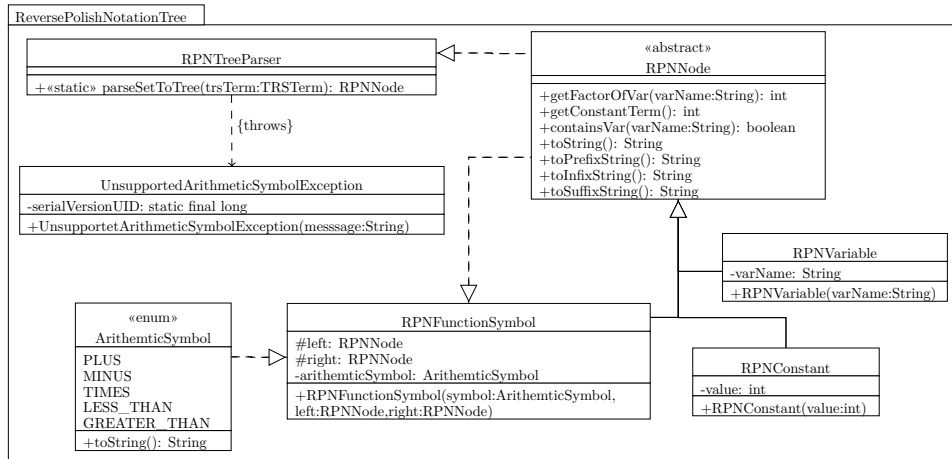 ReversePolishNotationTree
RPNTreeParser
+«static» parseSetToTree(trsTerm:TRSTerm): RPNNode
{throws}
UnsupportedArithmeticSymbolException
-serialVersionUID: static final long
+UnsupportetArithmeticSymbolException(messsage:String)
«abstract»
RPNNode
+getFactorOfVar(varName:String): int
+getConstantTerm(): int
+containsVar(varName:String): boolean
+toString(): String
+toPrefixString(): String
+toInfixString(): String
+toSuffixString(): String
RPNVariable
-varName: String
+RPNVariable(varName:String)
«enum»
ArithemticSymbol
PLUS
MINUS
TIMES
LESS_THAN
GREATER_THAN
+toString(): String
RPNFunctionSymbol
#left: RPNNode
#right: RPNNode
-arithemticSymbol: ArithemticSymbol
+RPNFunctionSymbol(symbol:ArithemticSymbol,
left:RPNNode,right:RPNNode)
RPNConstant
-value: int
+RPNConstant(value:int)